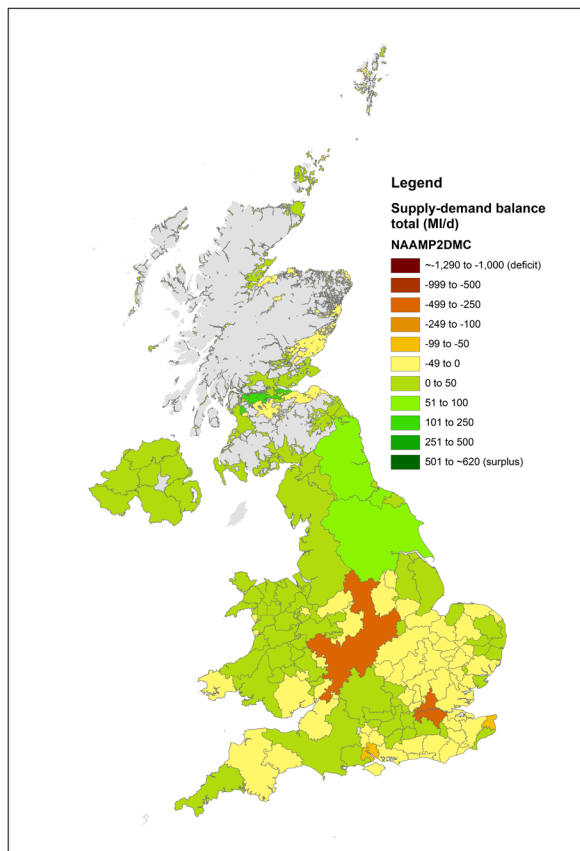 Legend
Supply-demand balance
total (Ml/d)
NAAMP2DMC
~-1,290 to -1,000 (deficit)
-999 to -500
-499 to -250
-249 to -100
-99 to -50
-49 to 0
0 to 50
51 to 100
101 to 250
251 to 500
501 to ~620 (surplus)